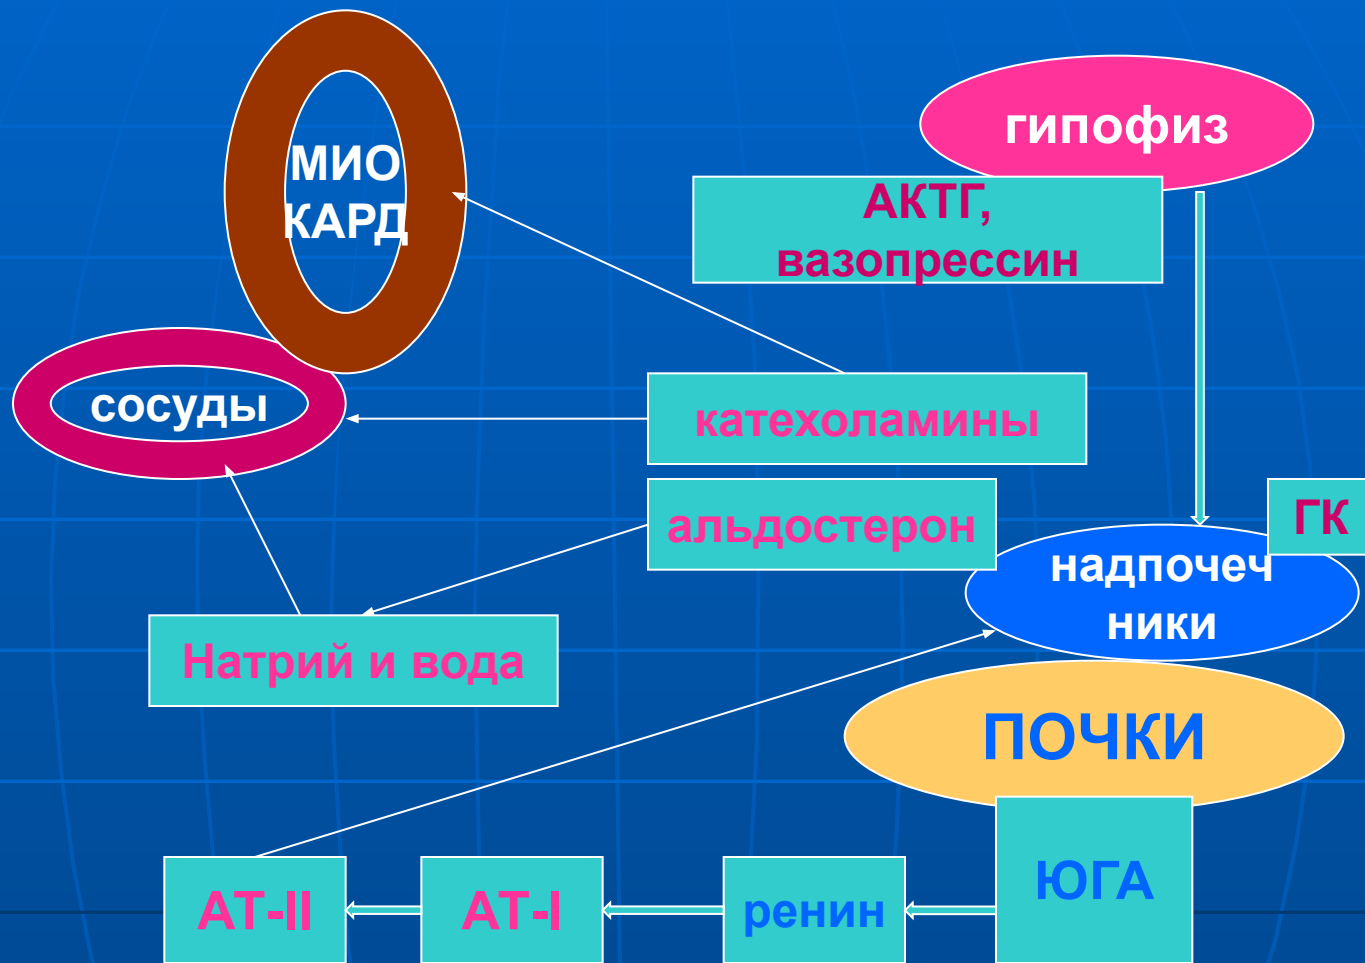 гипофиз
МИО
КАРД
АКТГ,
вазопрессин
сосуды
катехоламины
альдостерон
ГК
надпочеч
ники
Натрий и вода
ПОЧКИ
АТ-II
АТ-I
ренин
ЮГА